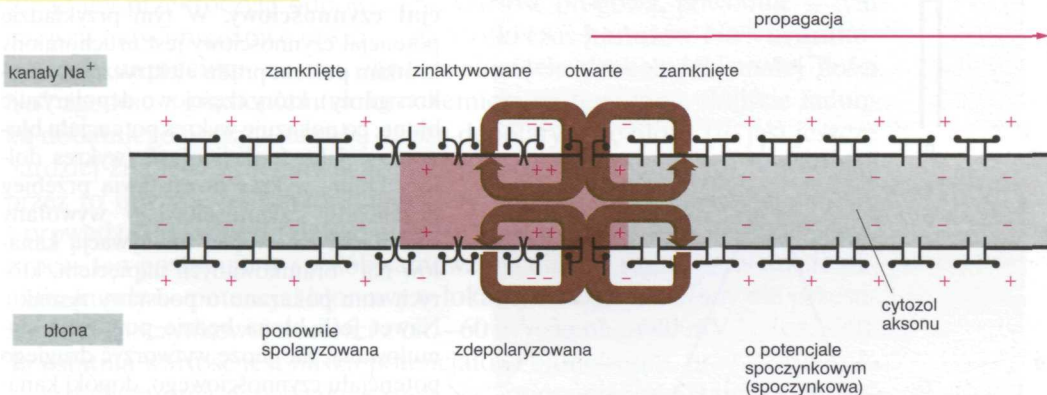 propagacja
kanały Na⁺ zamknięte zinaktywowane otwarte zamknięte
cytozol
aksonu
błona ponownie spolaryzowana zdepolaryzowana o potencjale
spoczynkowym
(spoczynkowa)